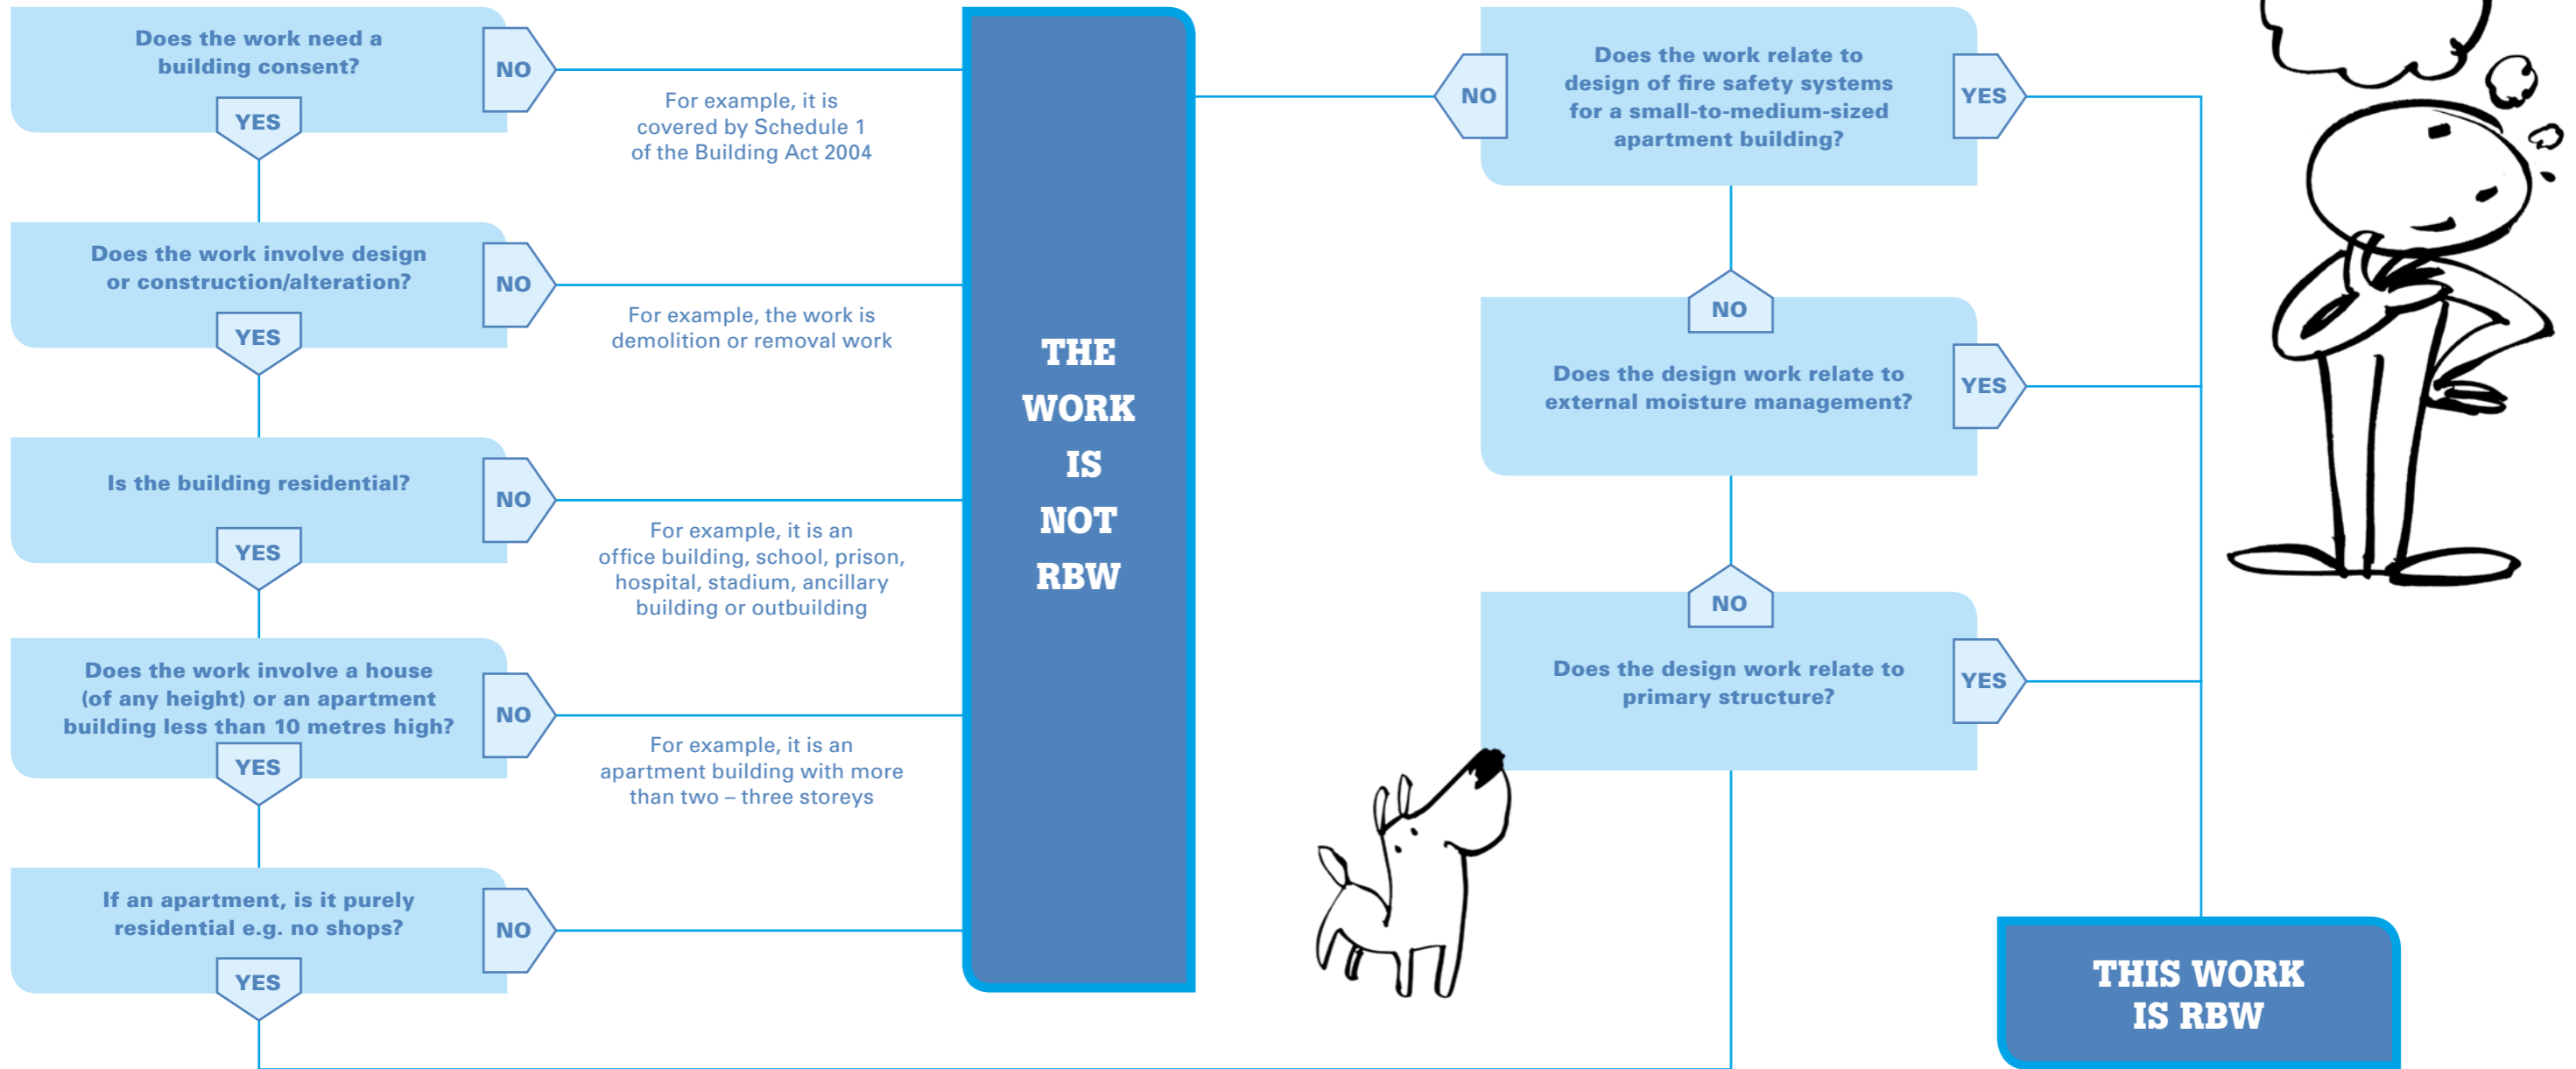 Does the work need a
building consent?
NO
YES
For example, it is
covered by Schedule 1
of the Building Act 2004
Does the work involve design
or construction/alteration?
NO
YES
For example, the work is
demolition or removal work
Is the building residential?
NO
YES
For example, it is an
office building, school, prison,
hospital, stadium, ancillary
building or outbuilding
Does the work involve a house
(of any height) or an apartment
building less than 10 metres high?
NO
YES
For example, it is an
apartment building with more
than two – three storeys
If an apartment, is it purely
residential e.g. no shops?
NO
YES
THE
WORK
IS
NOT
RBW
Does the work relate to
design of fire safety systems
for a small-to-medium-sized
apartment building?
NO
YES
NO
Does the design work relate to
external moisture management?
YES
NO
Does the design work relate to
primary structure?
YES
THIS WORK
IS RBW